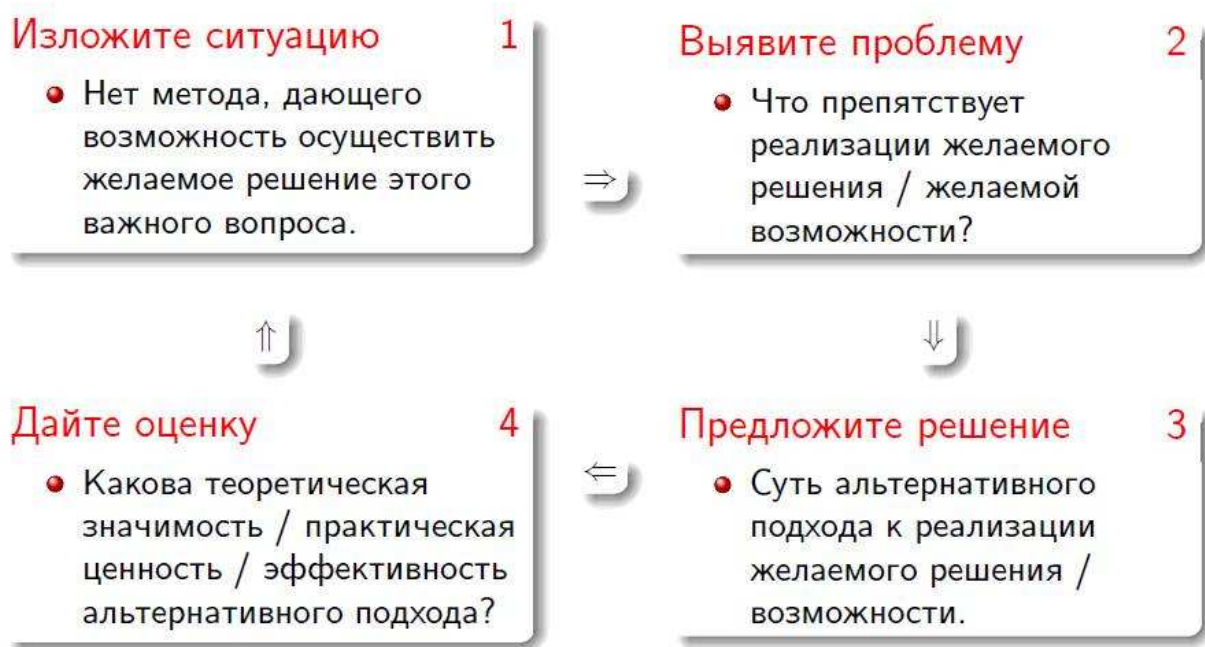 Изложите ситуацию 1
• Нет метода, дающего
возможность осуществить
желаемое решение этого
важного вопроса.
⇒
Выявите проблему 2
• Что препятствует
реализации желаемого
решения / желаемой
возможности?
⇓
Предложите решение 3
• Суть альтернативного
подхода к реализации
желаемого решения /
возможности.
⇐
Дайте оценку 4
• Какова теоретическая
значимость / практическая
ценность / эффективность
альтернативного подхода?
⇑